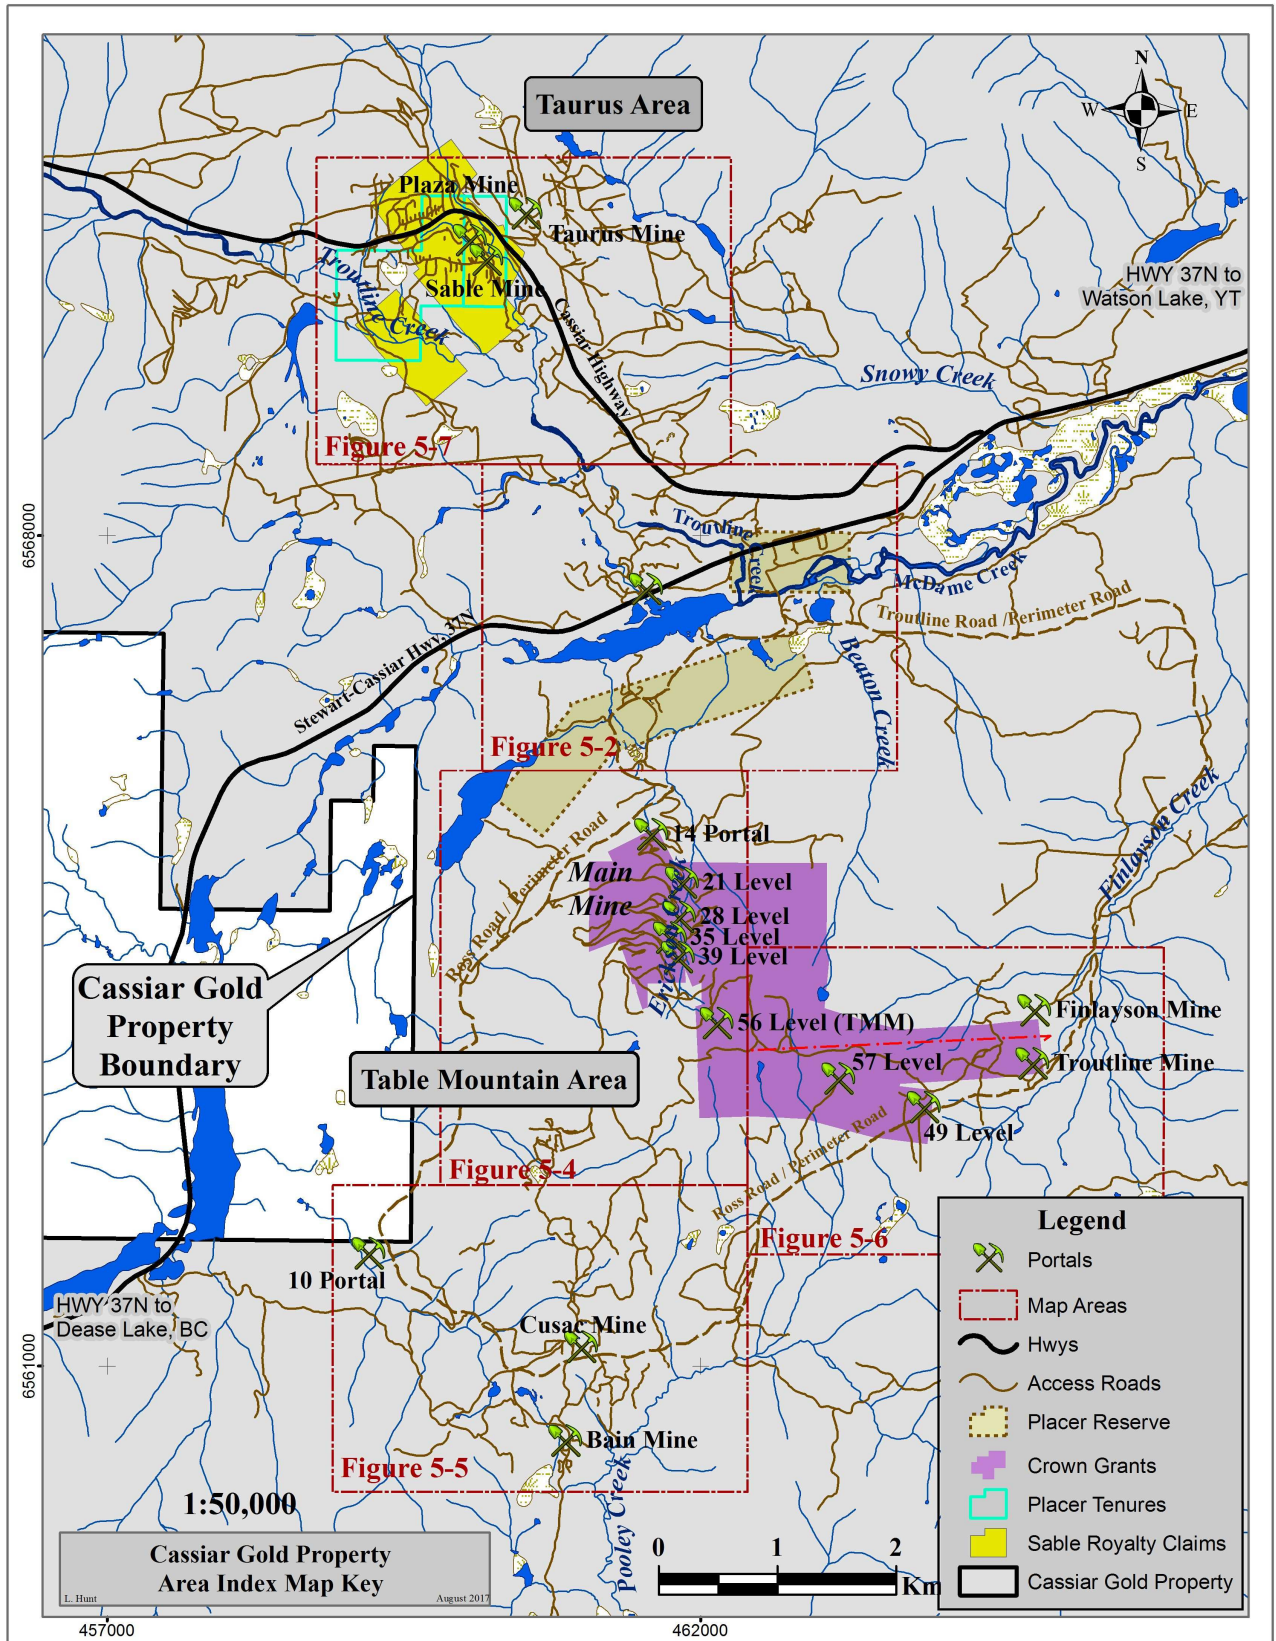 N
W
E
S
Taurus Area
Plaza Mine
Taurus Mine
Troutline Creek
Sable Mine
Cassiar Highway
HWY 37N to
Watson Lake, YT
Snowy Creek
Figure 5-7
6568000
Troutline
Creek
McDame Creek
Troutline Road /Perimeter Road
Stewart-Cassiar Hwy, 37N
Beaton Creek
Figure 5-2
Finlayson Creek
14 Portal
Ross Road / Perimeter Road
Main
Mine
21 Level
28 Level
35 Level
39 Level
Erickson Creek
Cassiar Gold
Property
Boundary
56 Level (TMM)
Finlayson Mine
57 Level
Troutline Mine
Table Mountain Area
49 Level
Ross Road / Perimeter Road
Figure 5-4
Figure 5-6
10 Portal
HWY 37N to
Dease Lake, BC
Cusac Mine
6561000
Bain Mine
Figure 5-5
Pooley Creek
1:50,000
Cassiar Gold Property
Area Index Map Key
L. Hunt
August 2017
0 1 2
Km
Legend
Portals
Map Areas
Hwys
Access Roads
Placer Reserve
Crown Grants
Placer Tenures
Sable Royalty Claims
Cassiar Gold Property
457000
462000